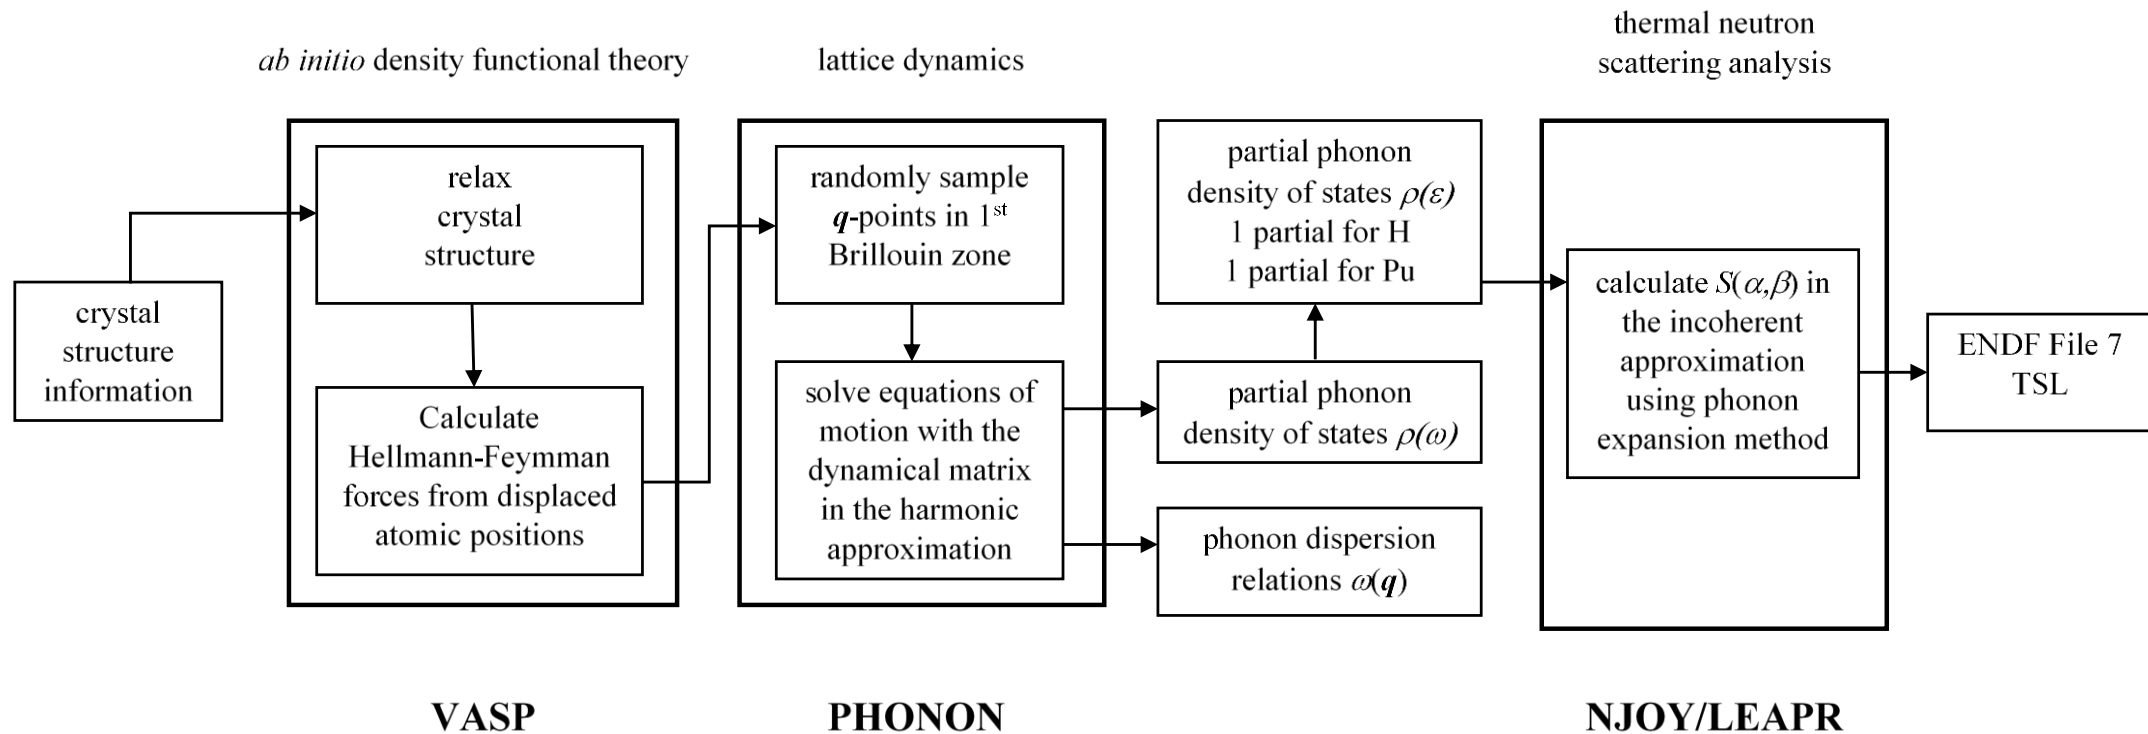 ab initio density functional theory
lattice dynamics
thermal neutron
scattering analysis
crystal
structure
information
relax
crystal
structure
Calculate
Hellmann-Feymman
forces from displaced
atomic positions
randomly sample
q-points in 1st
Brillouin zone
solve equations of
motion with the
dynamical matrix
in the harmonic
approximation
partial phonon
density of states ρ(ε)
1 partial for H
1 partial for Pu
partial phonon
density of states ρ(ω)
phonon dispersion
relations ω(q)
calculate S(α,β) in
the incoherent
approximation
using phonon
expansion method
ENDF File 7
TSL
VASP
PHONON
NJOY/LEAPR